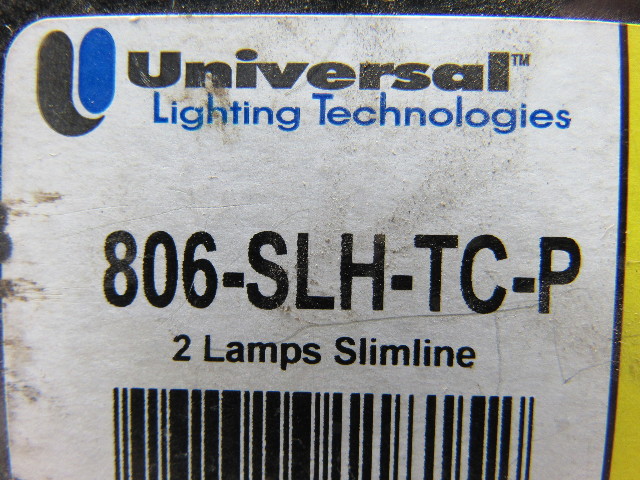 Universal™
Lighting Technologies
806-SLH-TC-P
2 Lamps Slimline